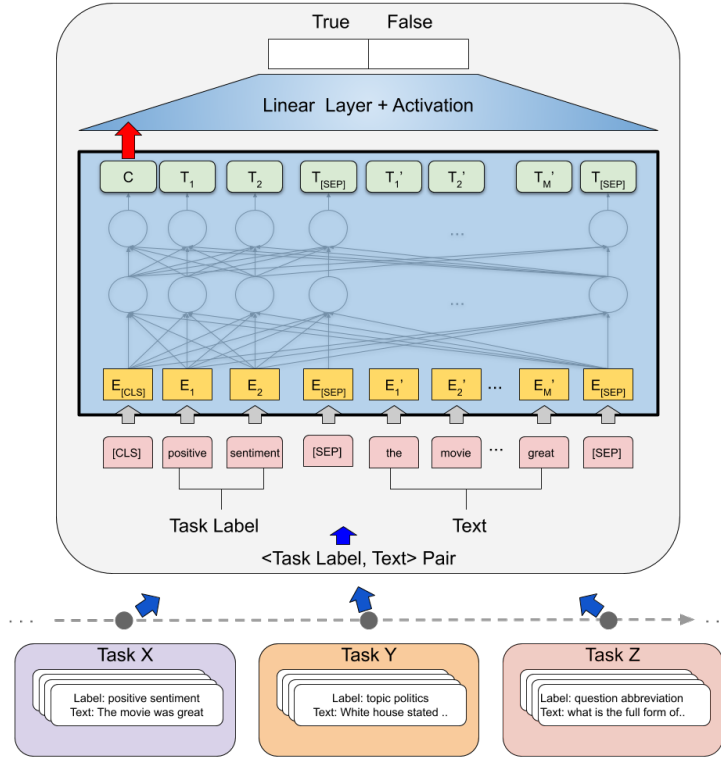 True False
Linear Layer + Activation
C T1 T2 T[SEP] T1' T2' TM' T[SEP]
...
...
E[CLS] E1 E2 E[SEP] E1' E2' ... EM' E[SEP]
[CLS] positive sentiment [SEP] the movie ... great [SEP]
Task Label Text
<Task Label, Text> Pair
... ...
Task X Task Y Task Z
Label: positive sentiment
Text: The movie was great
Label: topic politics
Text: White house stated ..
Label: question abbreviation
Text: what is the full form of..